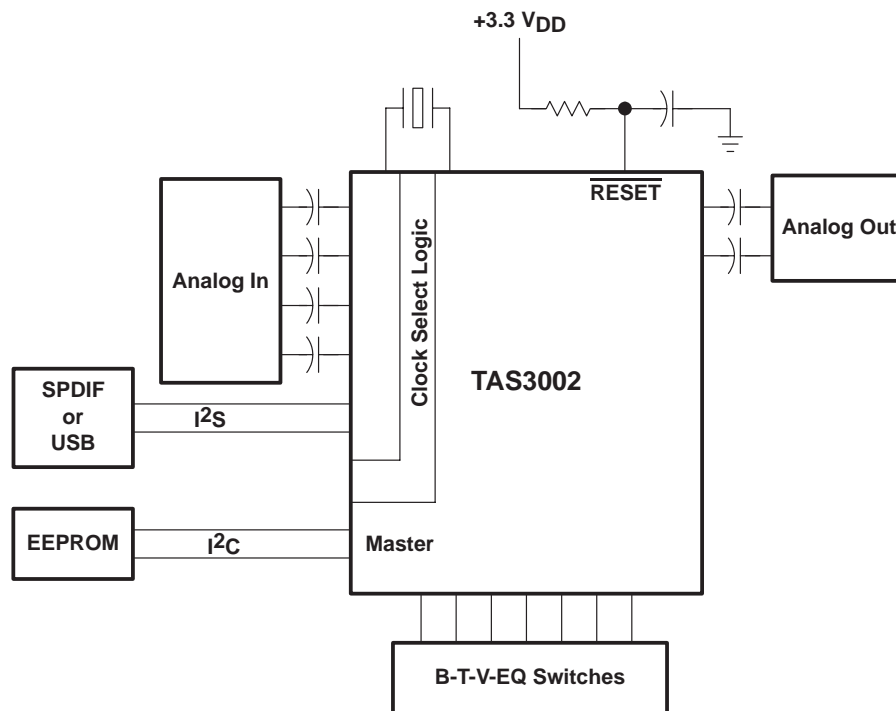 +3.3 VDD
RESET
Analog In
Clock Select Logic
TAS3002
Analog Out
SPDIF
or
USB
I2S
EEPROM
I2C
Master
B-T-V-EQ Switches